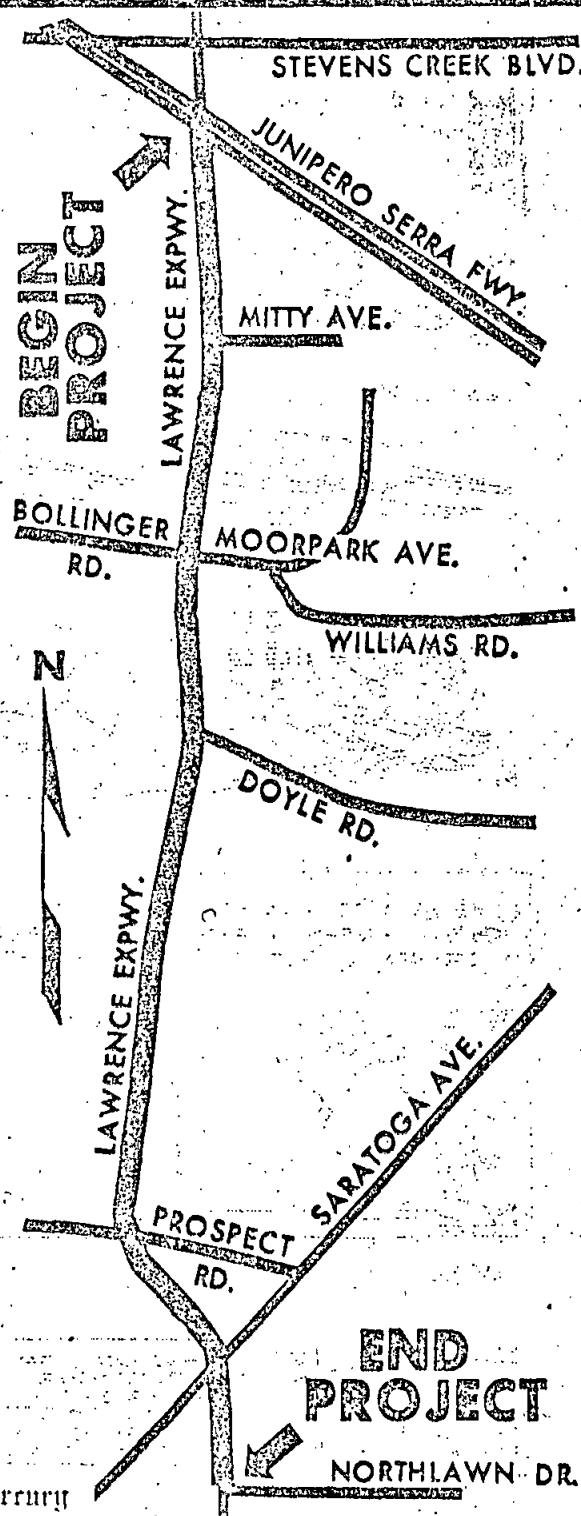 STEVENS CREEK BLVD.
JUNIPERO SERRA FWY.
BEGIN
PROJECT
LAWRENCE EXPWY.
MITTY AVE.
BOLLINGER
RD.
MOORPARK AVE.
WILLIAMS RD.
N
DOYLE RD.
LAWRENCE EXPWY.
SARATOGA AVE.
PROSPECT
RD.
END
PROJECT
NORTHLAWN DR.